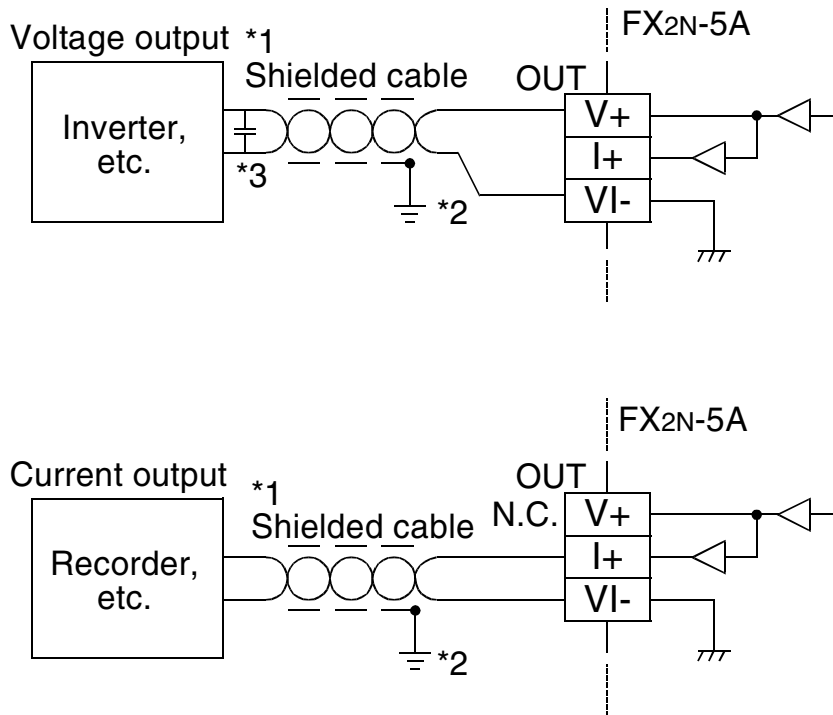 FX2N-5A
Voltage output *1
Shielded cable
OUT
V+
Inverter,
etc.
I+
*3
VI-
*2
FX2N-5A
Current output
*1
OUT
Shielded cable
N.C.
V+
Recorder,
etc.
I+
VI-
*2